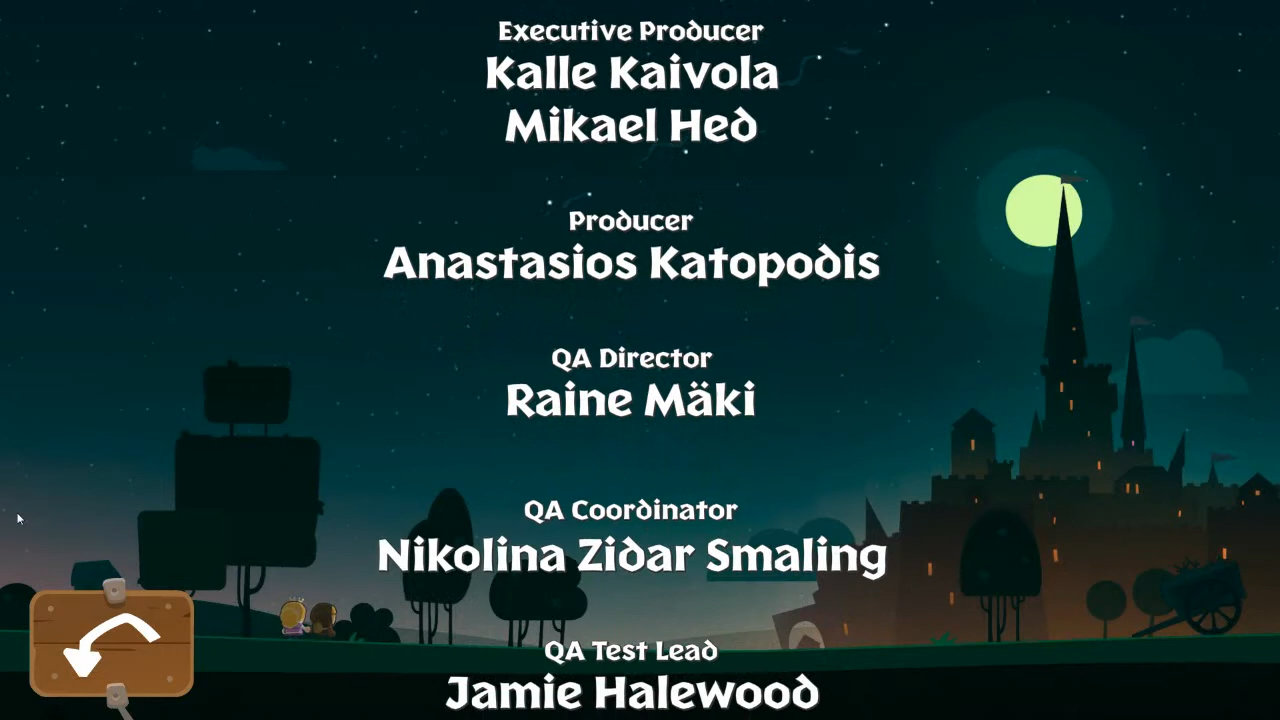 Executive Producer
Kalle Kaivola
Mikael Hed
Producer
Anastasios Katopodis
QA Director
Raine Mäki
QA Coordinator
Nikolina Zidar Smaling
QA Test Lead
Jamie Halewood